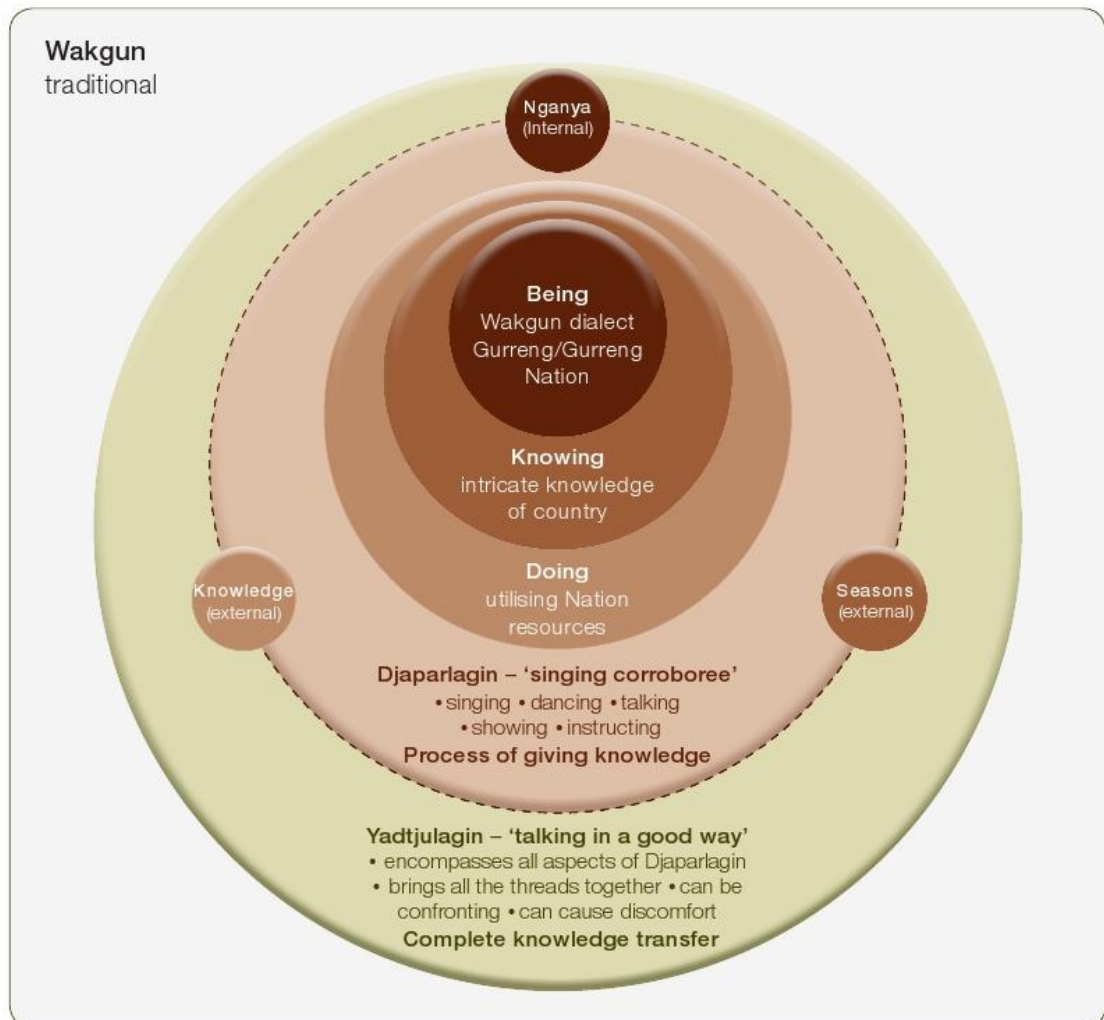 Wakgun
traditional
Nganya
(Internal)
Being
Wakgun dialect
Gurreng/Gurreng
Nation
Knowing
intricate knowledge
of country
Knowledge
(external)
Doing
utilising Nation
resources
Seasons
(external)
Djaparlagin – ‘singing corroboree’
• singing • dancing • talking
• showing • instructing
Process of giving knowledge
Yadtjulagin – ‘talking in a good way’
• encompasses all aspects of Djaparlagin
• brings all the threads together • can be
confronting • can cause discomfort
Complete knowledge transfer